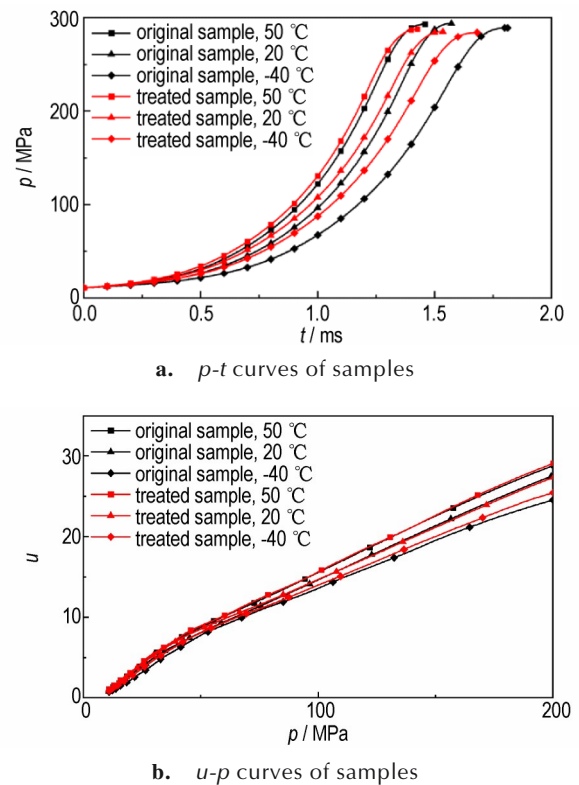 300
200
100
0
p / MPa
original sample, 50 ℃
original sample, 20 ℃
original sample, -40 ℃
treated sample, 50 ℃
treated sample, 20 ℃
treated sample, -40 ℃
0.0 0.5 1.0 1.5 2.0
t / ms
a. p-t curves of samples
30
20
10
0
u
original sample, 50 ℃
original sample, 20 ℃
original sample, -40 ℃
treated sample, 50 ℃
treated sample, 20 ℃
treated sample, -40 ℃
0 100 200
p / MPa
b. u-p curves of samples